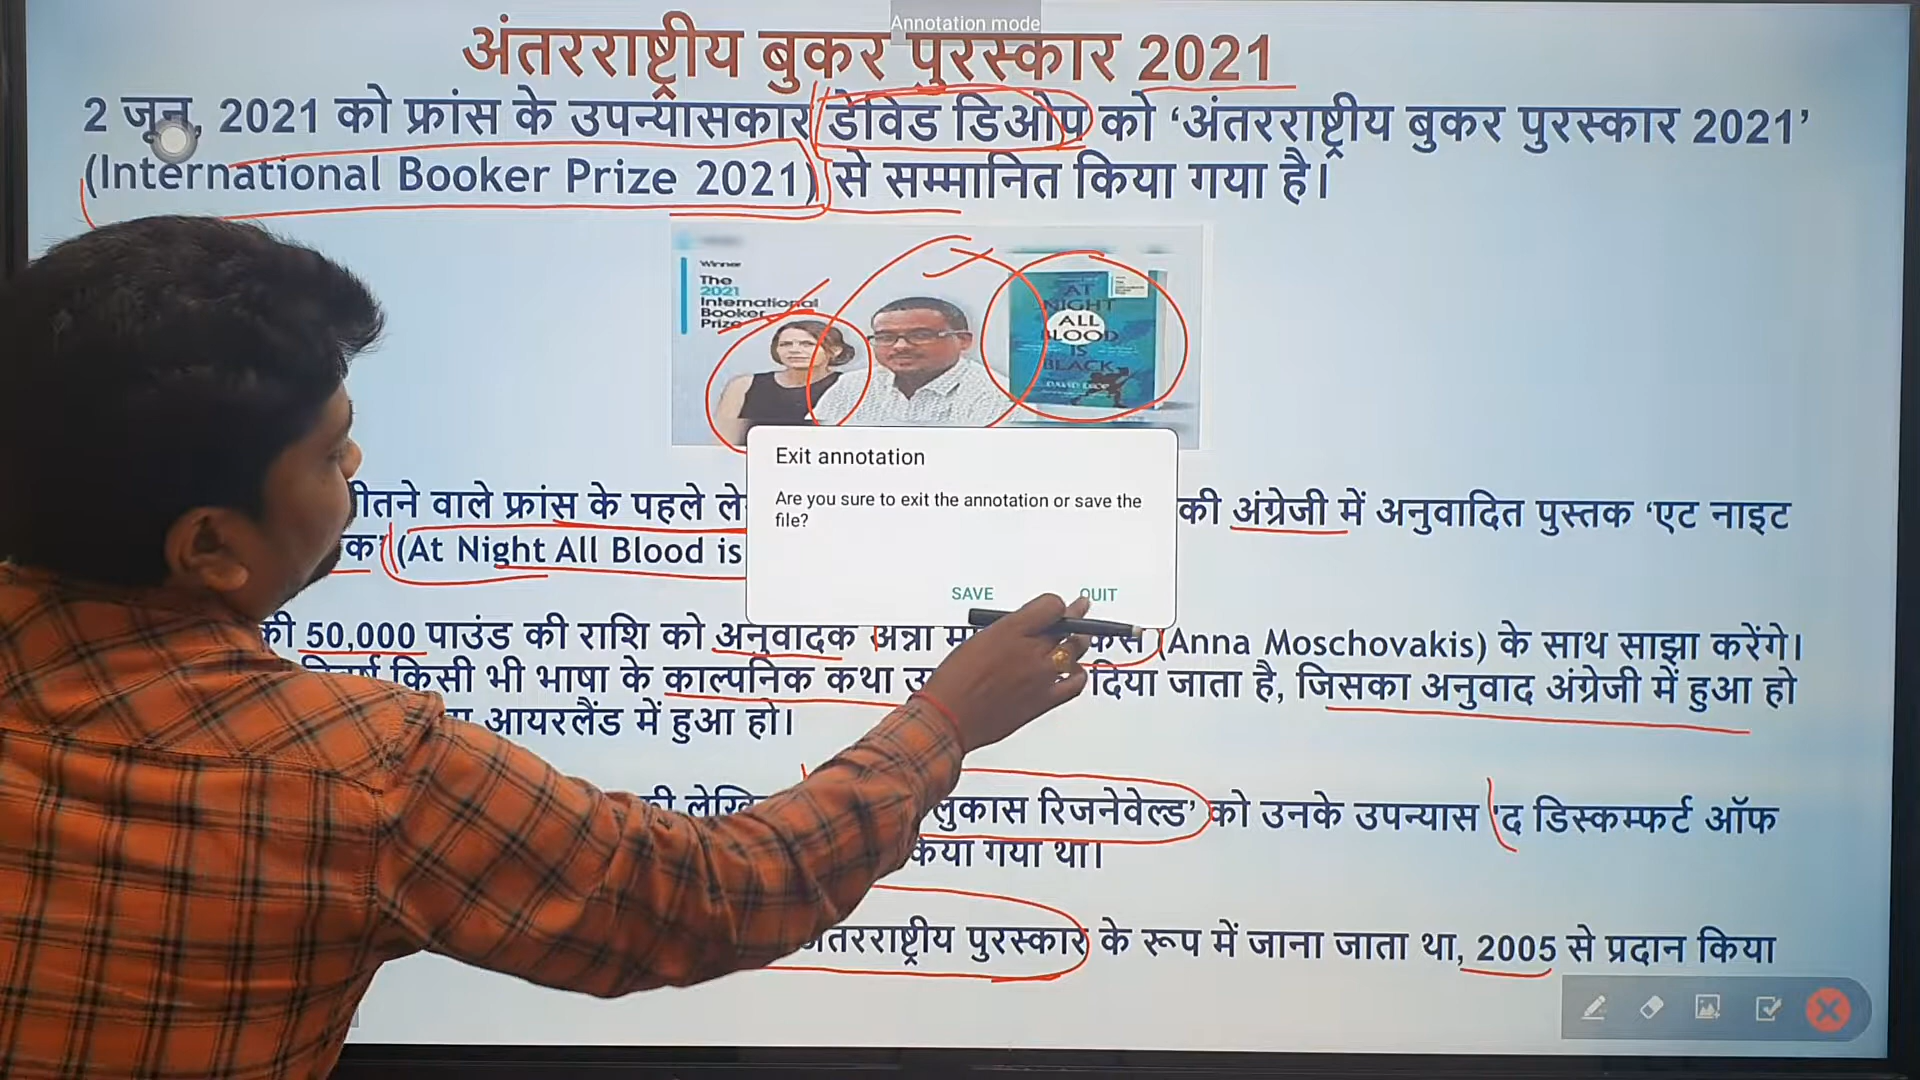 Annotation mode
अंतरराष्ट्रीय बुकर पुरस्कार 2021
2 जून, 2021 को फ्रांस के उपन्यासकार डेविड डिओप को ‘अंतरराष्ट्रीय बुकर पुरस्कार 2021’
(International Booker Prize 2021) से सम्मानित किया गया है।
Winner
The
2021
International
Booker
Prize
AT
NIGHT
ALL
BLOOD
IS
BLACK
DAVID DIOP
Exit annotation
Are you sure to exit the annotation or save the
file?
SAVE QUIT
वाले फ्रांस के पहले की अंग्रेजी में अनुवादित पुस्तक ‘एट नाइट
(At Night All Blood is
की 50,000 पाउंड की राशि को अनुवादक अन्ना (Anna Moschovakis) के साथ साझा करेंगे।
किसी भी भाषा के काल्पनिक कथा दिया जाता है, जिसका अनुवाद अंग्रेजी में हुआ हो
आयरलैंड में हुआ हो।
लुकास रिजनेवेल्ड’ को उनके उपन्यास ‘द डिस्कम्फर्ट ऑफ
किया गया था।
अंतरराष्ट्रीय पुरस्कार के रूप में जाना जाता था, 2005 से प्रदान किया